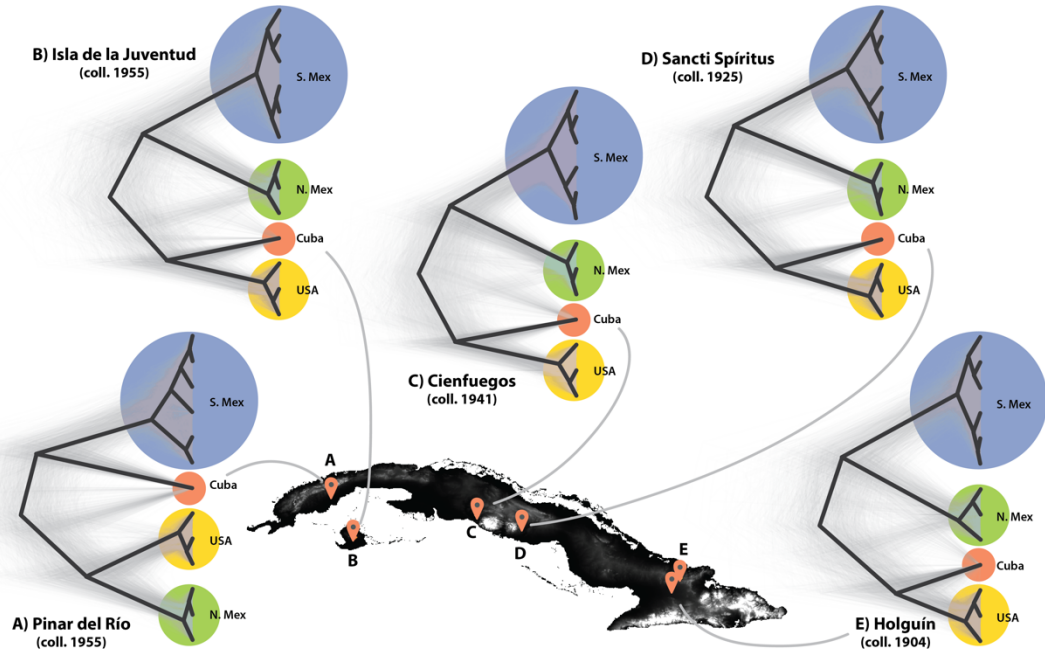 B) Isla de la Juventud
(coll. 1955)
S. Mex
N. Mex
Cuba
USA
D) Sancti Spíritus
(coll. 1925)
S. Mex
N. Mex
Cuba
USA
S. Mex
N. Mex
Cuba
USA
C) Cienfuegos
(coll. 1941)
S. Mex
Cuba
USA
N. Mex
A) Pinar del Río
(coll. 1955)
A
B
C
D
E
S. Mex
N. Mex
Cuba
USA
E) Holguín
(coll. 1904)